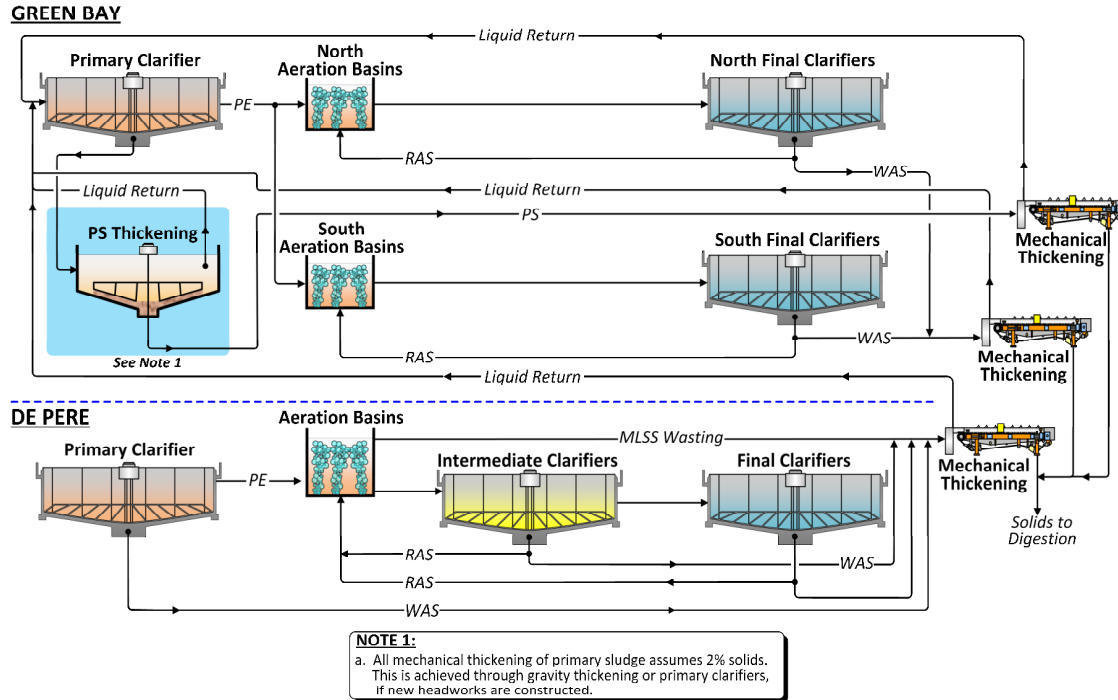 GREEN BAY
Liquid Return
Primary Clarifier
North
Aeration Basins
North Final Clarifiers
PE
RAS
WAS
Liquid Return
Liquid Return
PS
Mechanical
Thickening
PS Thickening
South
Aeration Basins
South Final Clarifiers
RAS
WAS
See Note 1
Mechanical
Thickening
Liquid Return
DE PERE
Aeration Basins
MLSS Wasting
Primary Clarifier
Intermediate Clarifiers
Final Clarifiers
Mechanical
Thickening
PE
Solids to
Digestion
RAS
WAS
RAS
WAS
NOTE 1:
a. All mechanical thickening of primary sludge assumes 2% solids.
This is achieved through gravity thickening or primary clarifiers,
if new headworks are constructed.